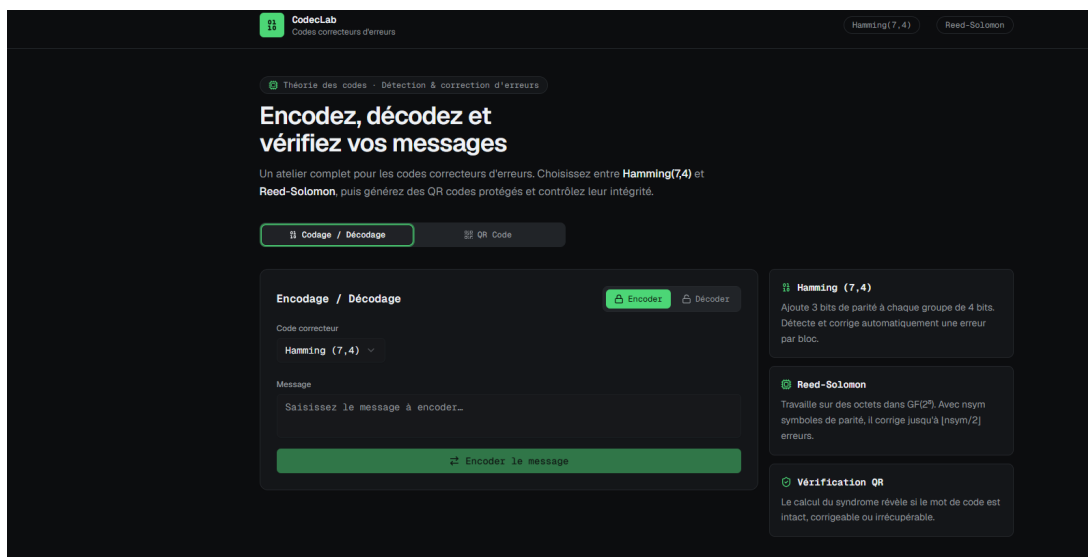 01
10
CodecLab
Codes correcteurs d'erreurs
Hamming(7,4)
Reed-Solomon
Théorie des codes · Détection & correction d'erreurs
Encodez, décodez et
vérifiez vos messages
Un atelier complet pour les codes correcteurs d'erreurs. Choisissez entre Hamming(7,4) et
Reed-Solomon, puis générez des QR codes protégés et contrôlez leur intégrité.
Codage / Décodage
QR Code
Encodage / Décodage
Encoder
Décoder
Code correcteur
Hamming (7,4)
Message
Saisissez le message à encoder…
Encoder le message
Hamming (7,4)
Ajoute 3 bits de parité à chaque groupe de 4 bits.
Détecte et corrige automatiquement une erreur
par bloc.
Reed-Solomon
Travaille sur des octets dans GF(2⁸). Avec nsym
symboles de parité, il corrige jusqu'à ⌊nsym/2⌋
erreurs.
Vérification QR
Le calcul du syndrome révèle si le mot de code est
intact, corrigeable ou irrécupérable.